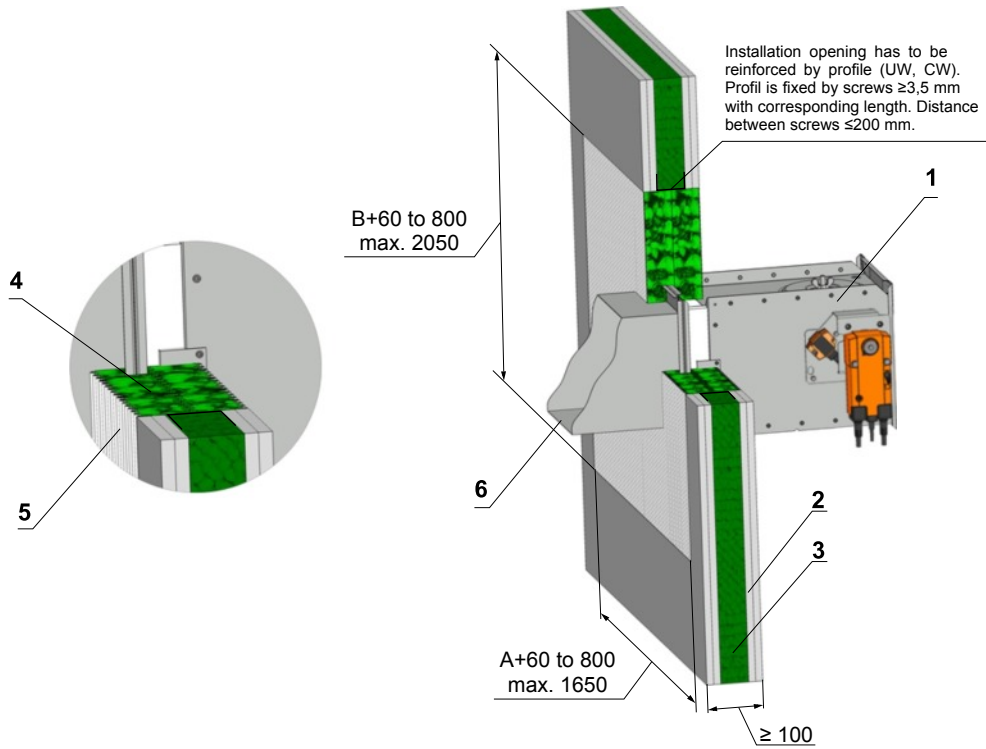 Installation opening has to be
reinforced by profile (UW, CW).
Profil is fixed by screws ≥3,5 mm
with corresponding length. Distance
between screws ≤200 mm.
1
B+60 to 800
max. 2050
4
5
6
2
3
A+60 to 800
max. 1650
≥ 100